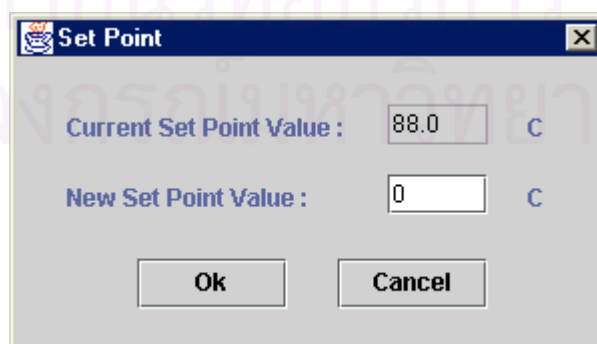 Set Point
Current Set Point Value : 88.0 C
New Set Point Value : 0 C
Ok Cancel